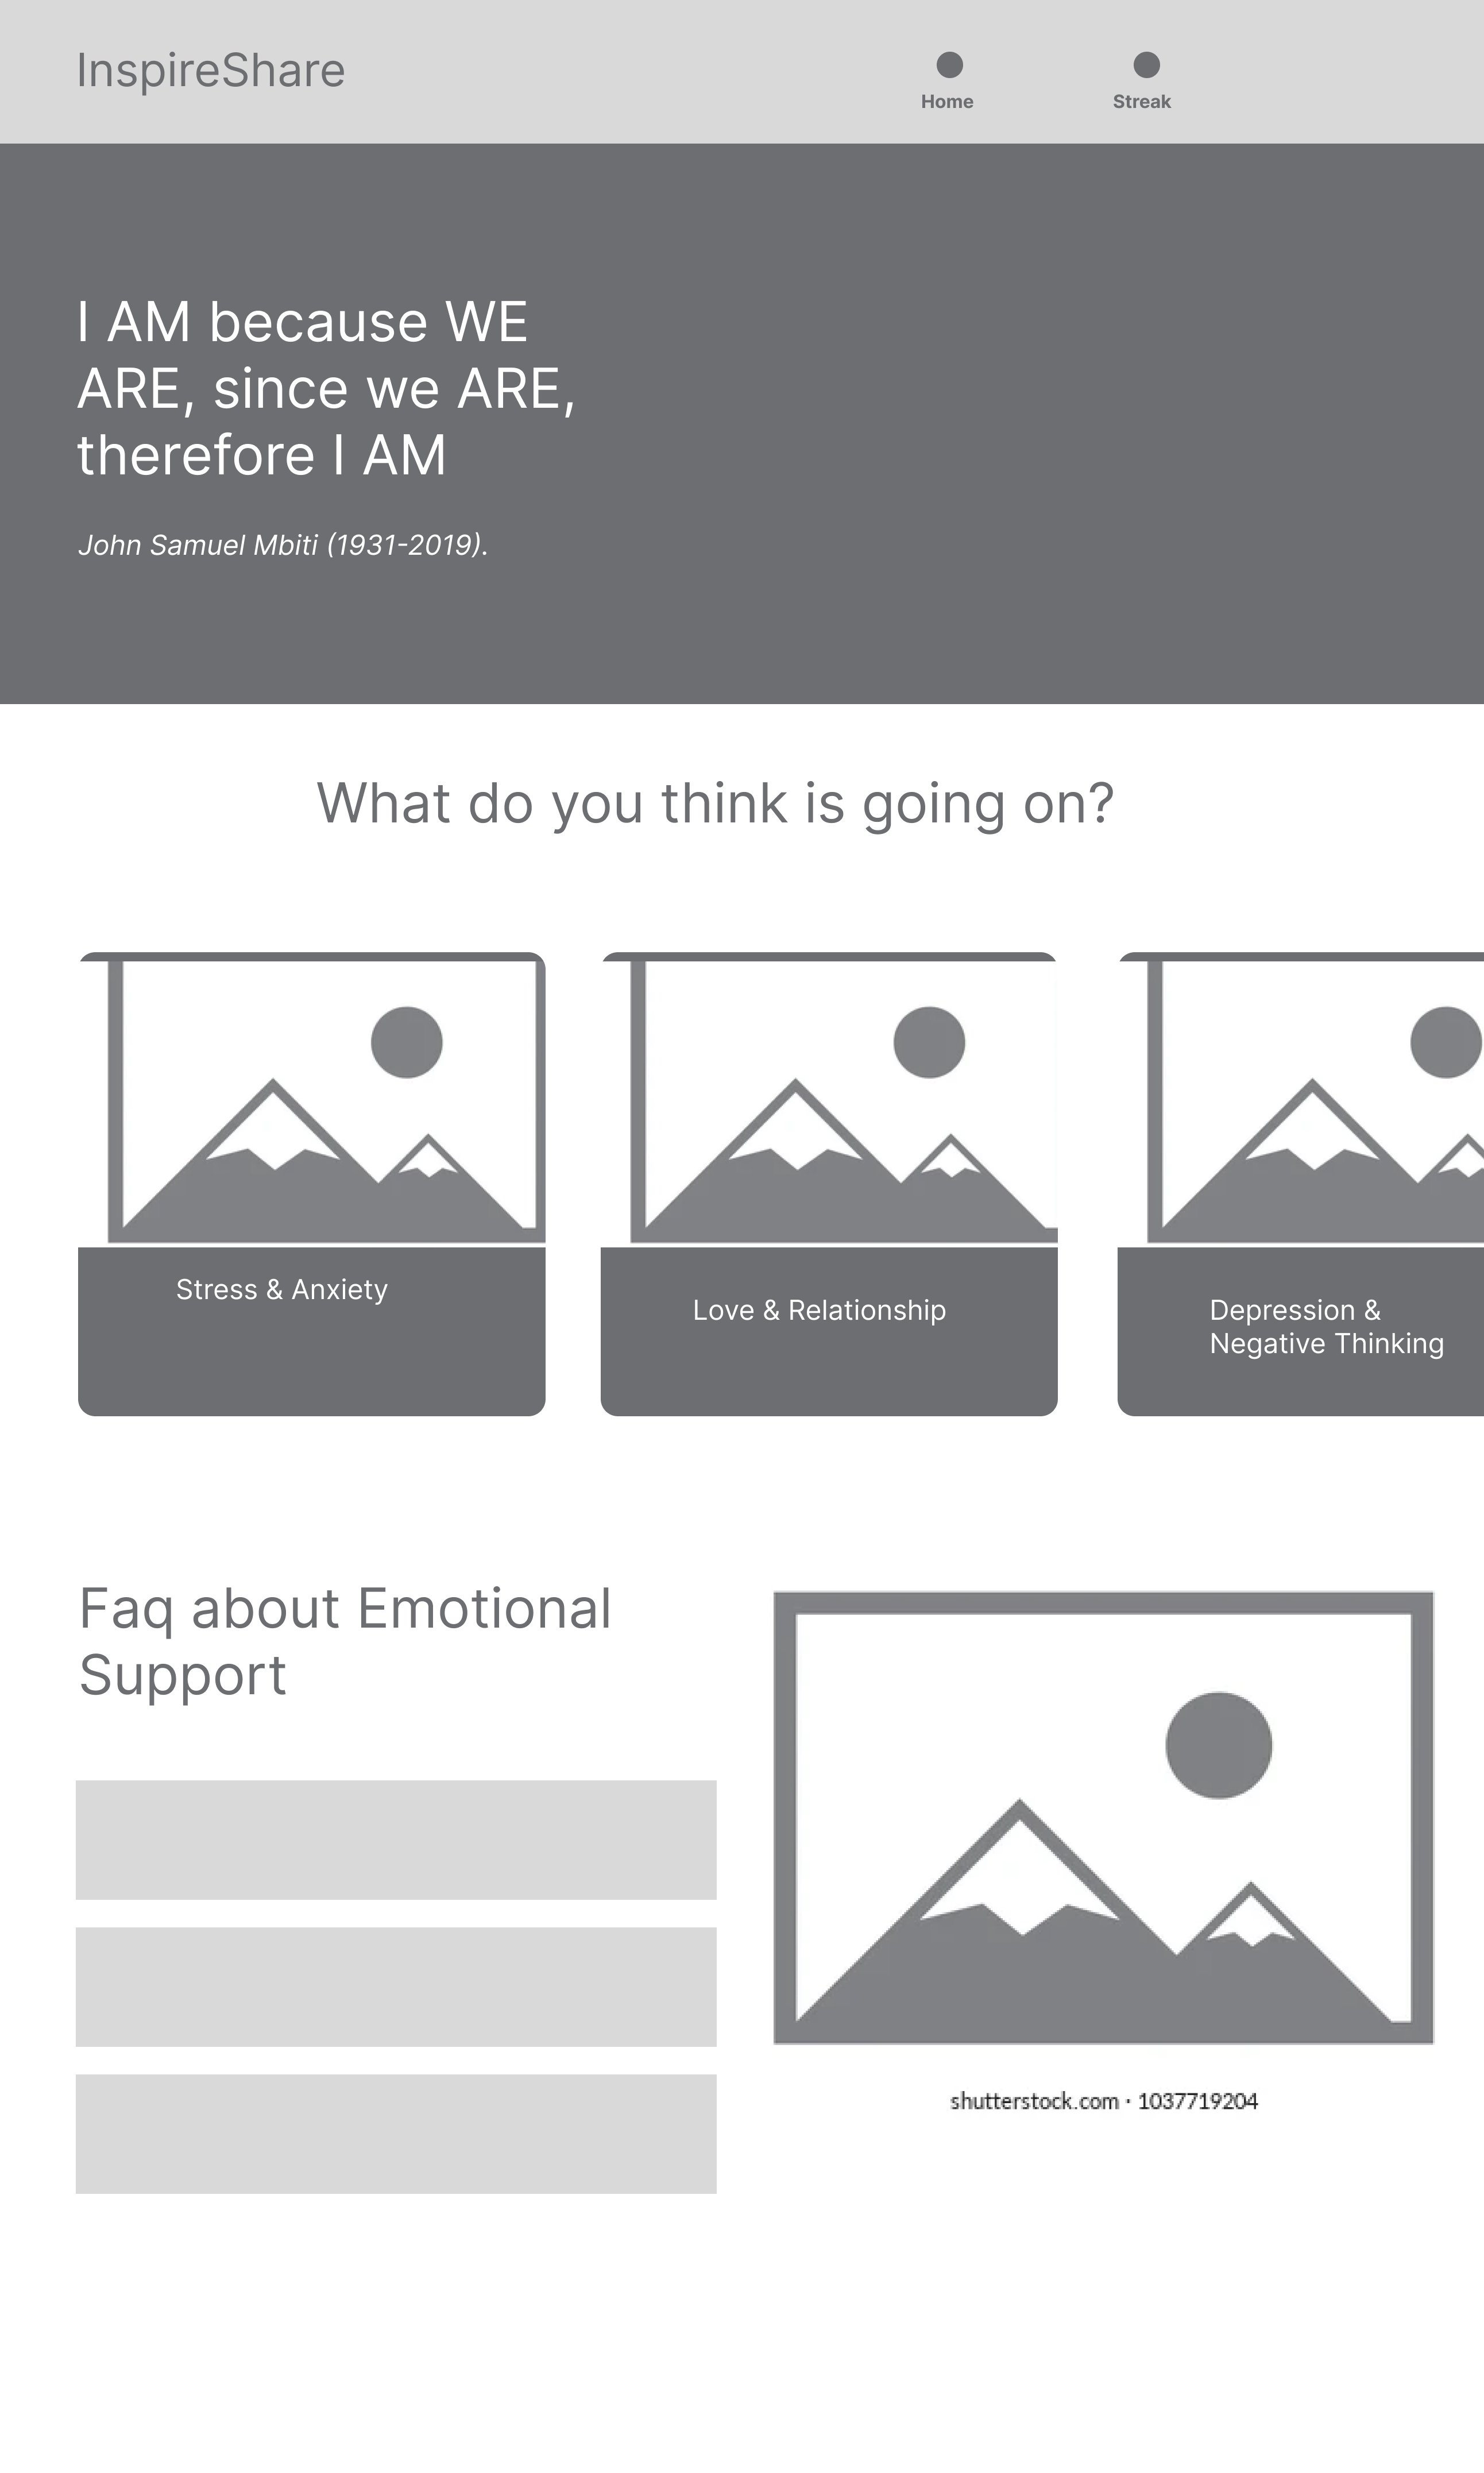 InspireShare
Home
Streak
I AM because WE
ARE, since we ARE,
therefore I AM
John Samuel Mbiti (1931-2019).
What do you think is going on?
Stress & Anxiety
Love & Relationship
Depression &
Negative Thinking
Faq about Emotional
Support
shutterstock.com · 1037719204